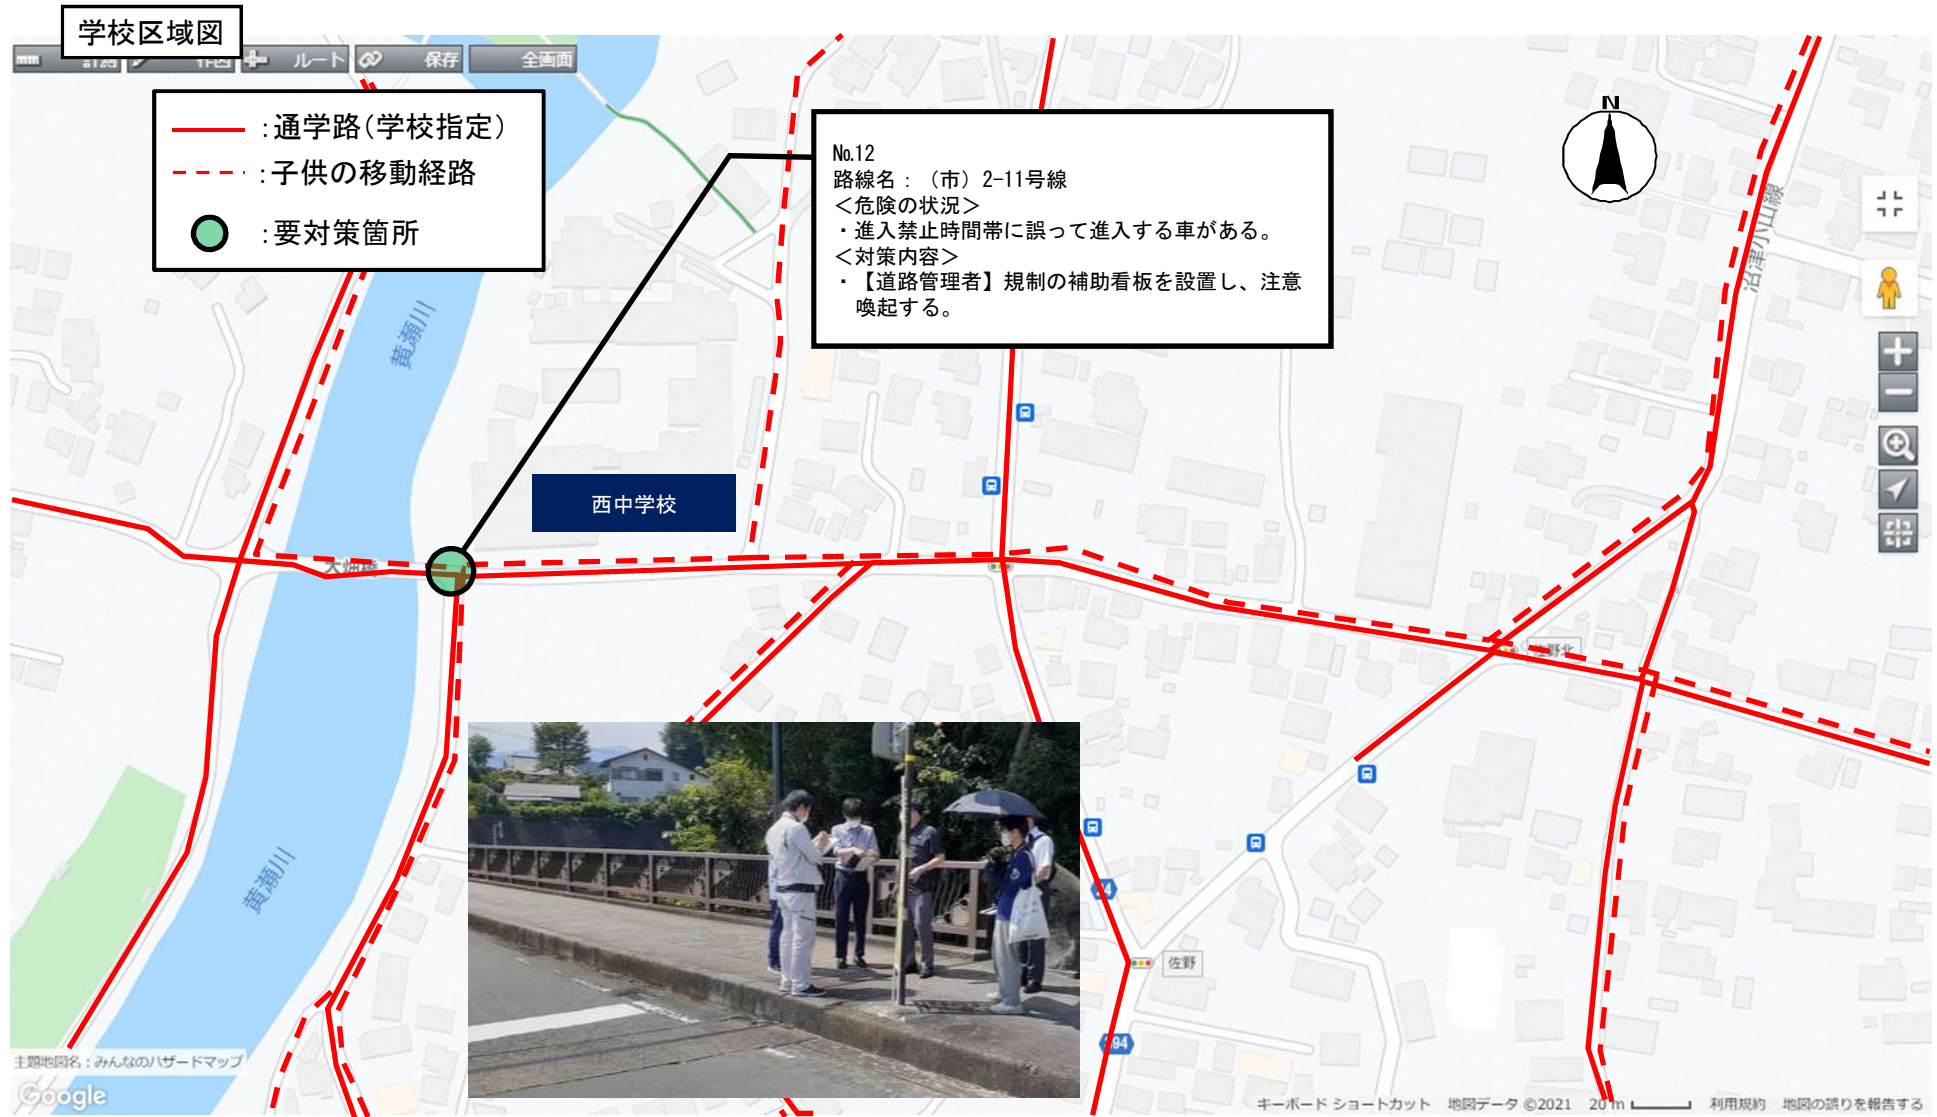 学校区域図
ルート
保存
全画面
：通学路（学校指定）
：子供の移動経路
：要対策箇所
No.12
路線名：（市）2-11号線
＜危険の状況＞
・進入禁止時間帯に誤って進入する車がある。
＜対策内容＞
・【道路管理者】規制の補助看板を設置し、注意
喚起する。
N
沼津小山線
黄瀬川
西中学校
大畑橋
佐野北
黄瀬川
佐野
主題地図名：みんなのハザードマップ
Google
キーボード ショートカット
地図データ ©2021
20 m
利用規約
地図の誤りを報告する